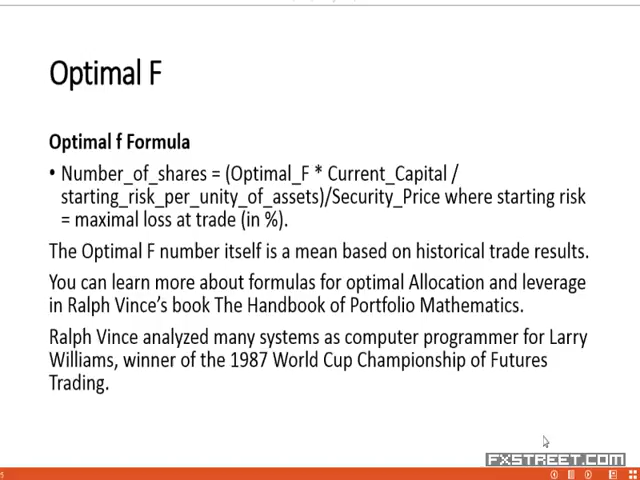 Optimal F
Optimal f Formula
• Number_of_shares = (Optimal_F * Current_Capital /
starting_risk_per_unity_of_assets)/Security_Price where starting risk
= maximal loss at trade (in %).
The Optimal F number itself is a mean based on historical trade results.
You can learn more about formulas for optimal Allocation and leverage
in Ralph Vince's book The Handbook of Portfolio Mathematics.
Ralph Vince analyzed many systems as computer programmer for Larry
Williams, winner of the 1987 World Cup Championship of Futures
Trading.
FXSTREET.COM